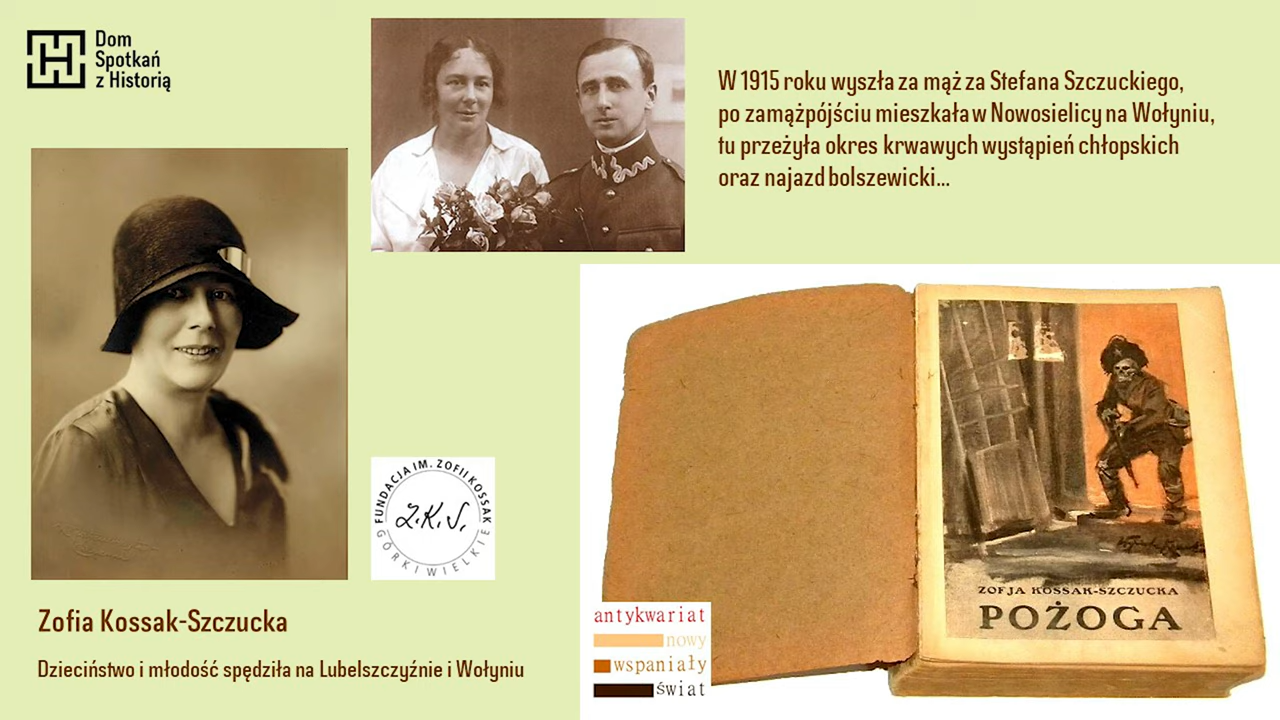 Dom
Spotkań
z Historią
W 1915 roku wyszła za mąż za Stefana Szczuckiego,
po zamążpójściu mieszkała w Nowosielicy na Wołyniu,
tu przeżyła okres krwawych wystąpień chłopskich
oraz najazd bolszewicki...
FUNDACJA IM. ZOFII KOSSAK
Z.K.S.
GÓRKI WIELKIE
Zofia Kossak-Szczucka
Dzieciństwo i młodość spędziła na Lubelszczyźnie i Wołyniu
ZOFJA KOSSAK-SZCZUCKA
POŻOGA
antykwariat
nowy
wspaniały
świat